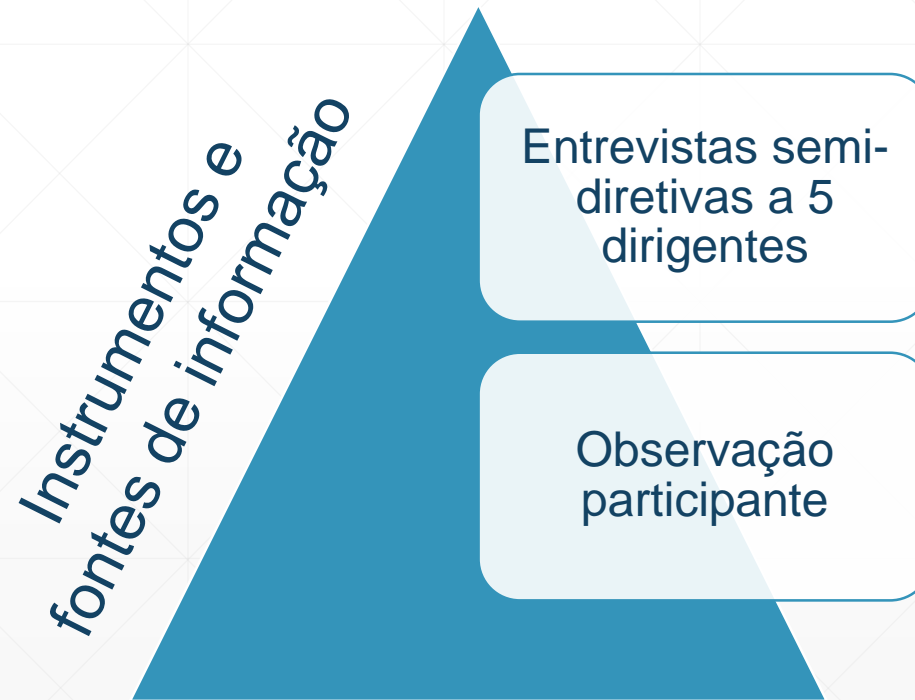 Instrumentos e
fontes de informação
Entrevistas semi-
diretivas a 5
dirigentes
Observação
participante